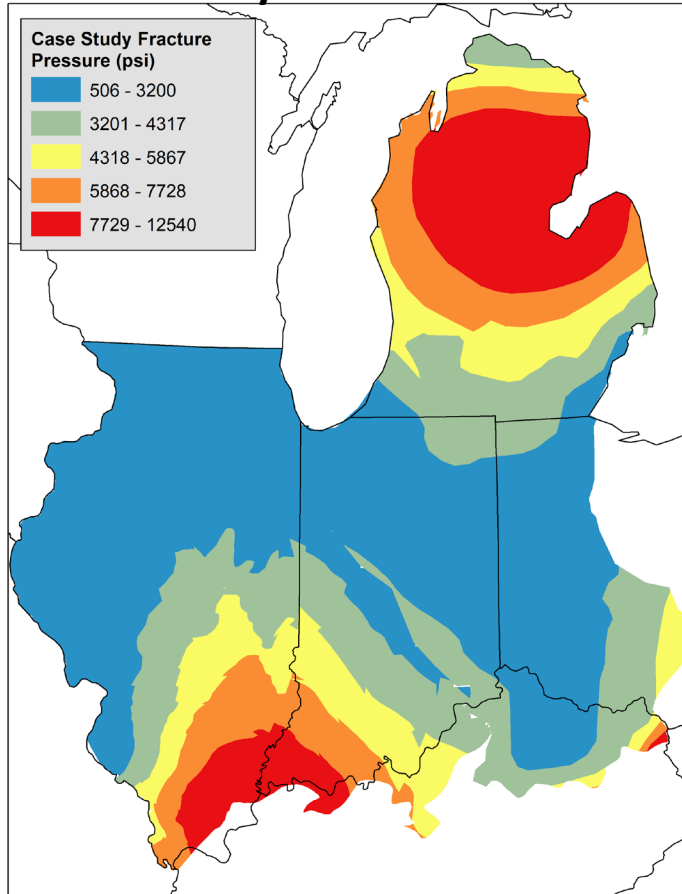 Case Study Fracture
Pressure (psi)
506 - 3200
3201 - 4317
4318 - 5867
5868 - 7728
7729 - 12540